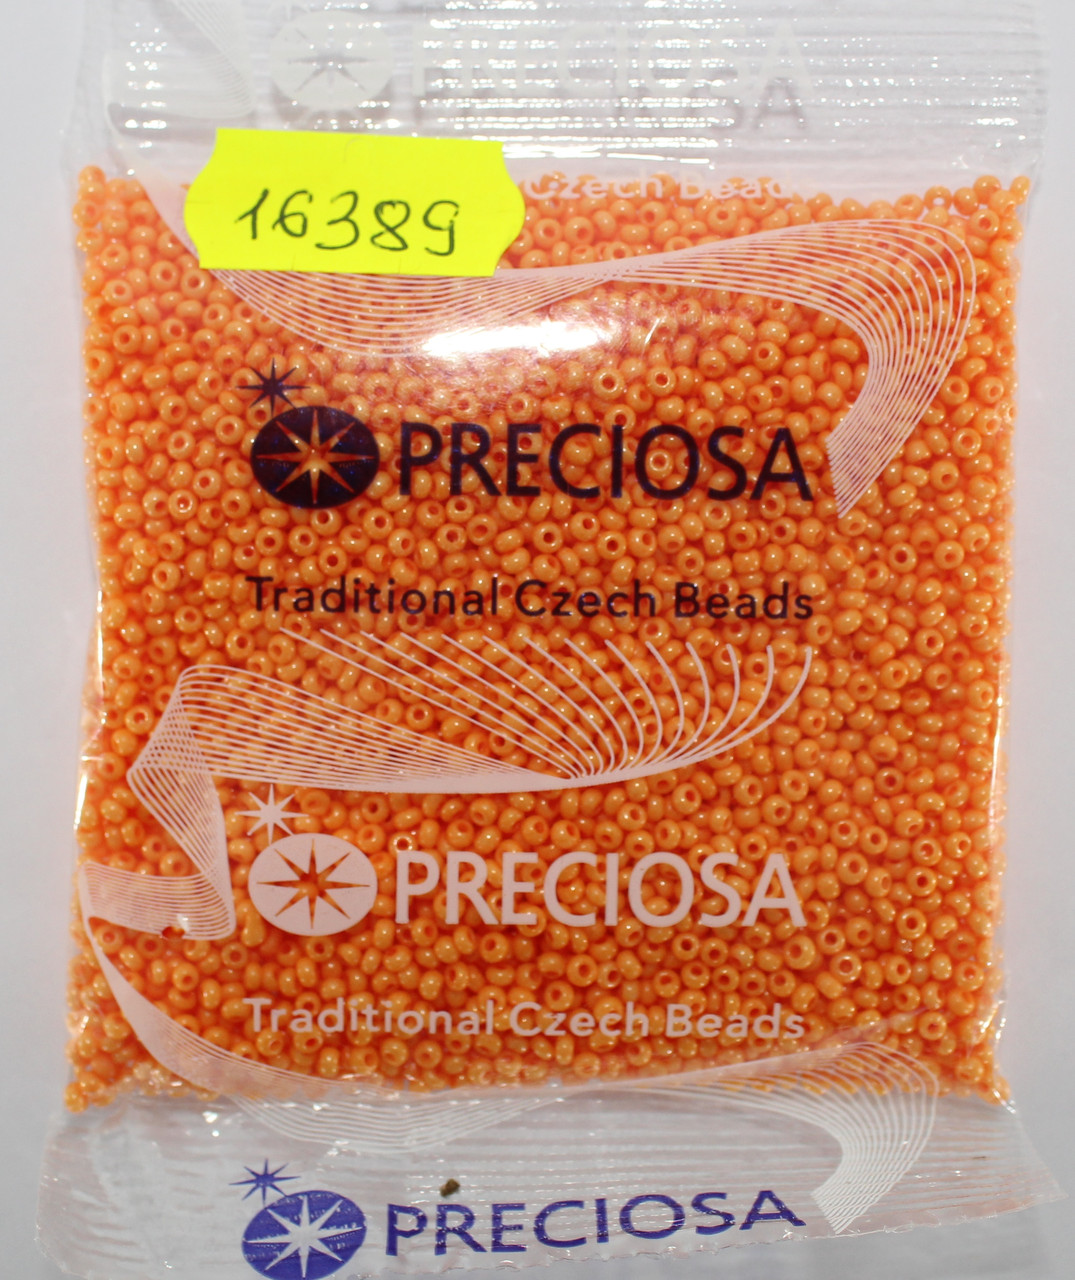 PRECIOSA
Czech Beads
16389
PRECIOSA
Traditional Czech Beads
PRECIOSA
Traditional Czech Beads
PRECIOSA